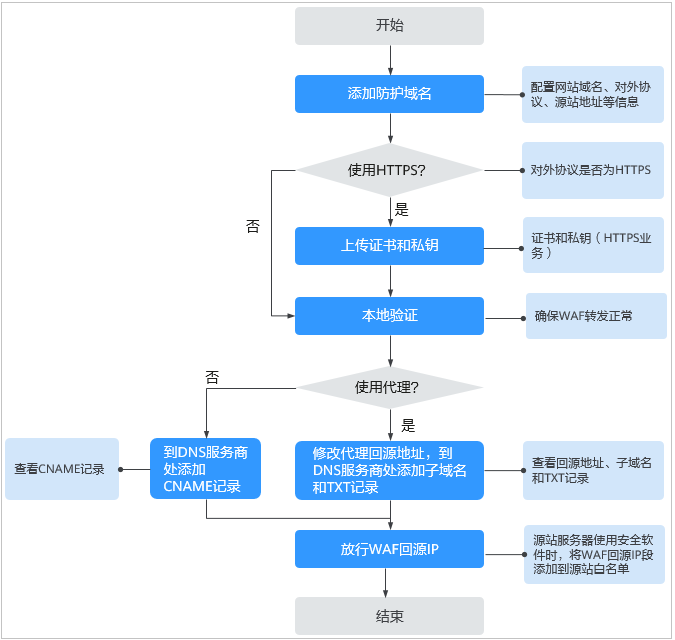 开始
添加防护域名
配置网站域名、对外协
议、源站地址等信息
使用HTTPS?
对外协议是否为HTTPS
是
否
上传证书和私钥
证书和私钥（HTTPS业
务）
本地验证
确保WAF转发正常
使用代理?
否
是
查看CNAME记录
到DNS服务商
处添加
CNAME记录
修改代理回源地址，到
DNS服务商处添加子域名
和TXT记录
查看回源地址、子域名
和TXT记录
放行WAF回源IP
源站服务器使用安全软
件时，将WAF回源IP段
添加到源站白名单
结束